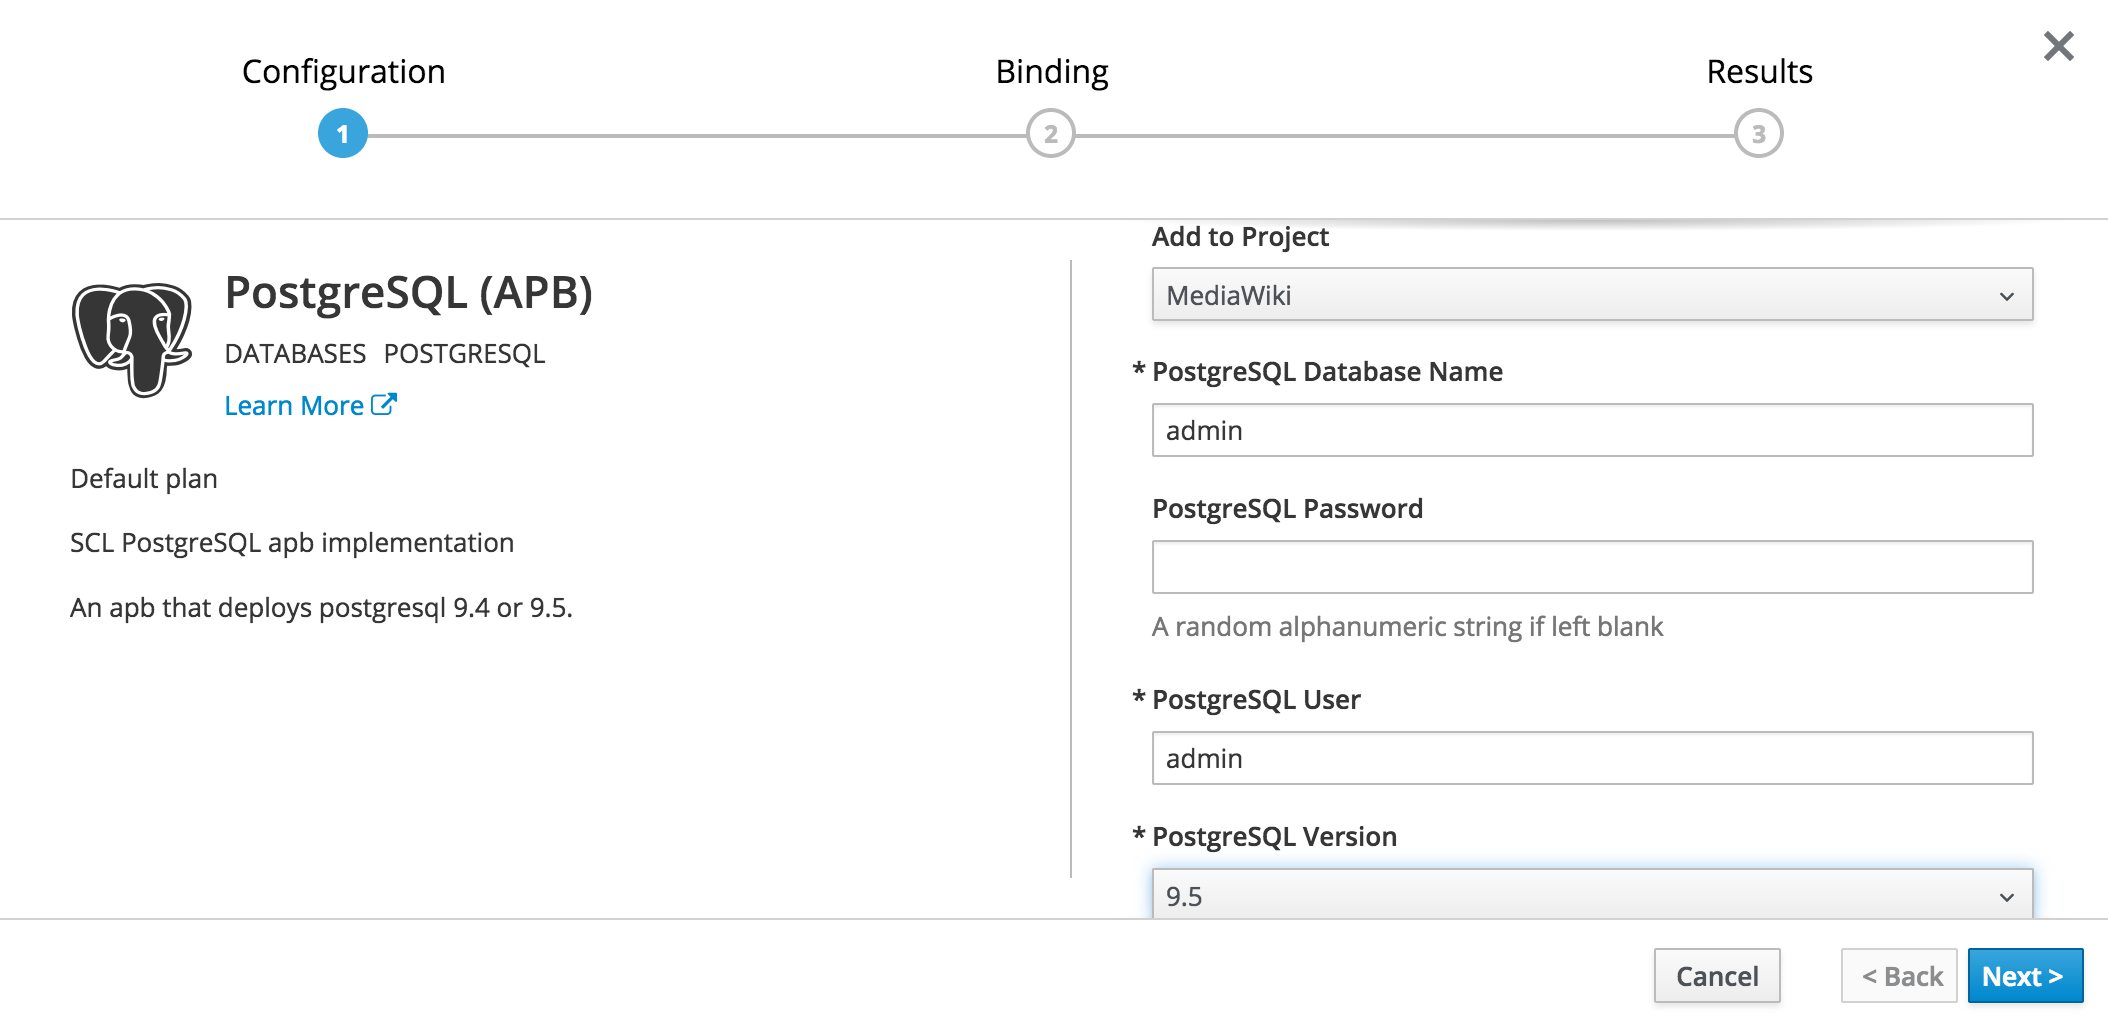 Configuration
Binding
Results
1
2
3
PostgreSQL (APB)
DATABASES POSTGRESQL
Learn More
Default plan
SCL PostgreSQL apb implementation
An apb that deploys postgresql 9.4 or 9.5.
Add to Project
MediaWiki
* PostgreSQL Database Name
admin
PostgreSQL Password
A random alphanumeric string if left blank
* PostgreSQL User
admin
* PostgreSQL Version
9.5
Cancel
< Back
Next >